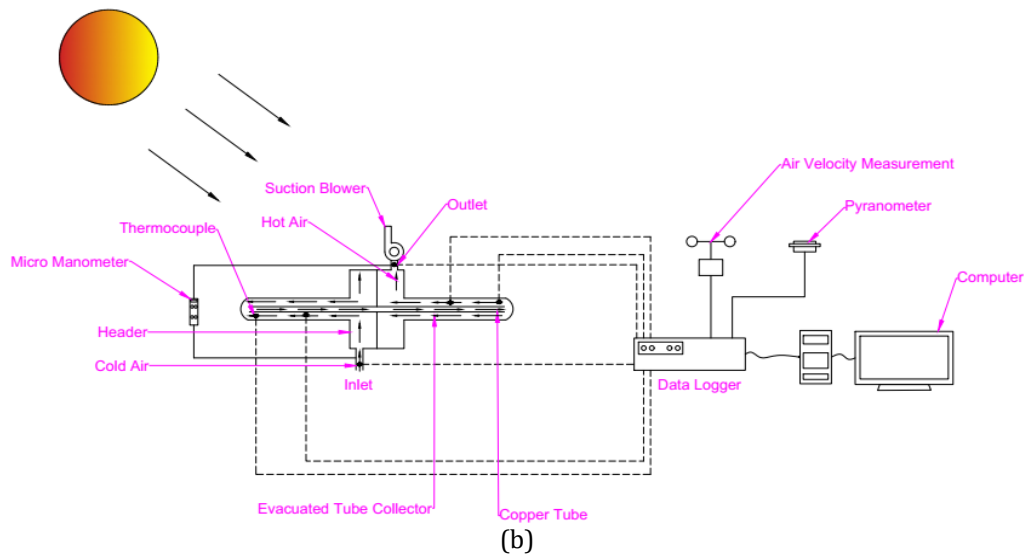 Air Velocity Measurement
Suction Blower
Outlet
Pyranometer
Hot Air
Thermocouple
Micro Manometer
Computer
Header
Cold Air
Inlet
Data Logger
Evacuated Tube Collector
Copper Tube
(b)